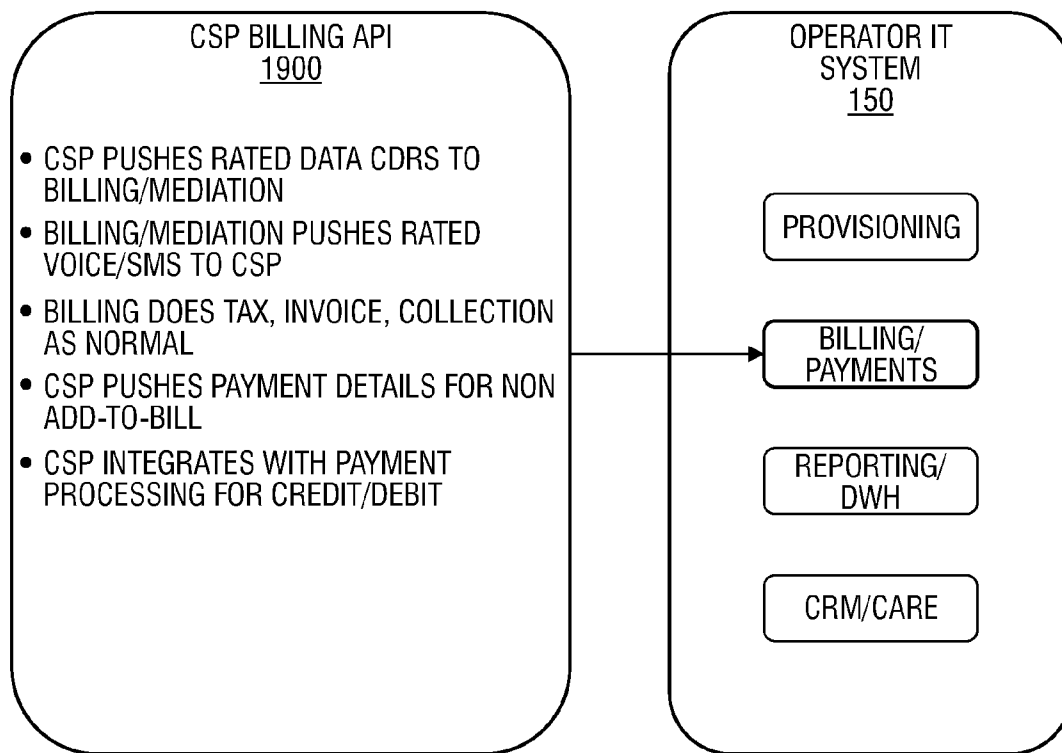 CSP BILLING API
1900
• CSP PUSHES RATED DATA CDRS TO
BILLING/MEDIATION
• BILLING/MEDIATION PUSHES RATED
VOICE/SMS TO CSP
• BILLING DOES TAX, INVOICE, COLLECTION
AS NORMAL
• CSP PUSHES PAYMENT DETAILS FOR NON
ADD-TO-BILL
• CSP INTEGRATES WITH PAYMENT
PROCESSING FOR CREDIT/DEBIT
OPERATOR IT
SYSTEM
150
PROVISIONING
BILLING/
PAYMENTS
REPORTING/
DWH
CRM/CARE